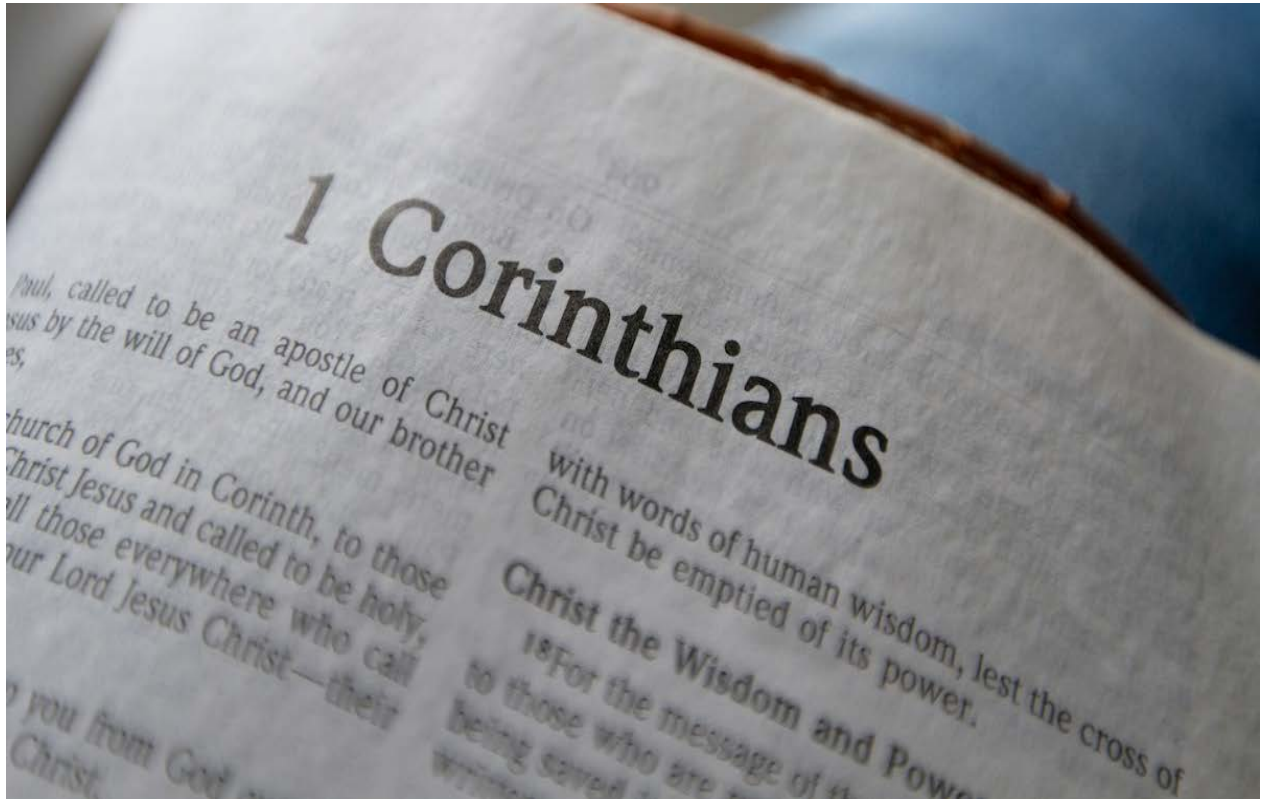 1 Corinthians
Paul, called to be an apostle of Christ
sus by the will of God, and our brother
es,
church of God in Corinth, to those
Christ Jesus and called to be holy,
all those everywhere who call
our Lord Jesus Christ—their
you from God
Christ.
with words of human wisdom, lest the cross of
Christ be emptied of its power.
Christ the Wisdom and Power
18For the message of the
to those who are
being saved